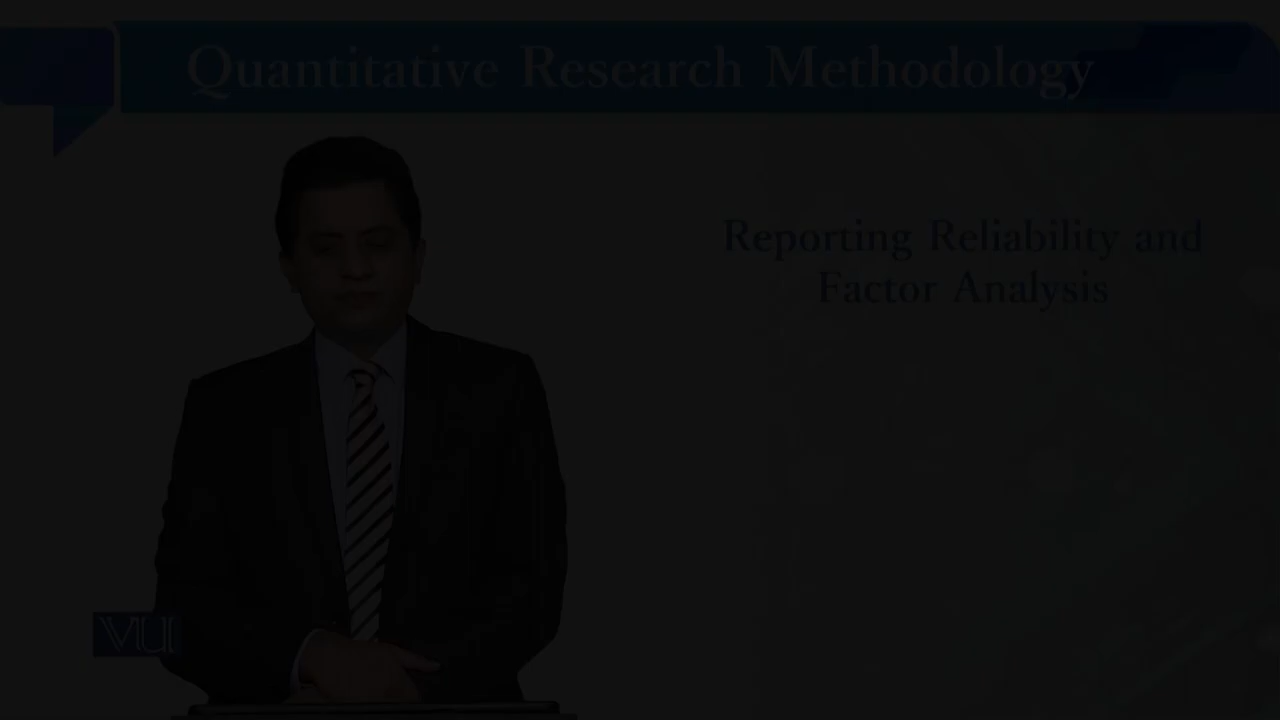 Quantitative Research Methodology
Reporting Reliability and
Factor Analysis
VU